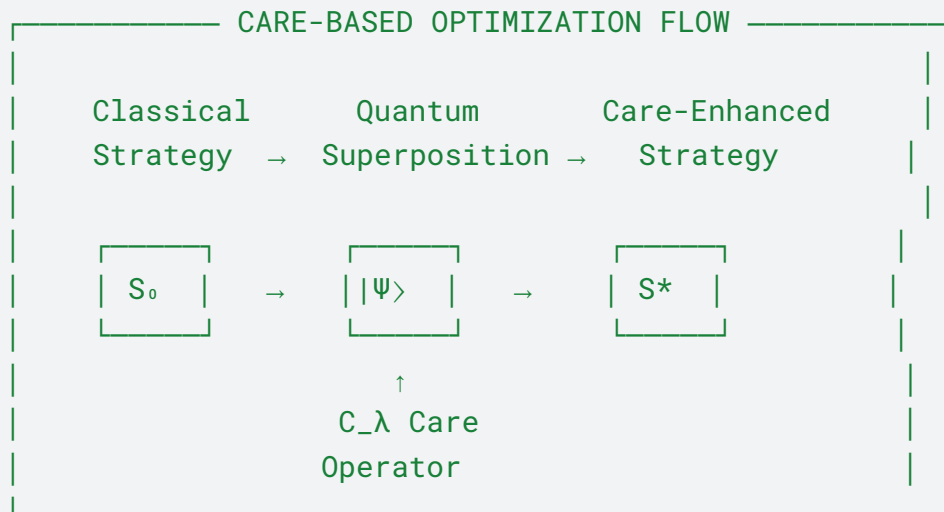 CARE-BASED OPTIMIZATION FLOW
Classical Quantum Care-Enhanced
Strategy → Superposition → Strategy
S₀ → |Ψ⟩ → S*
↑
C_λ Care
Operator